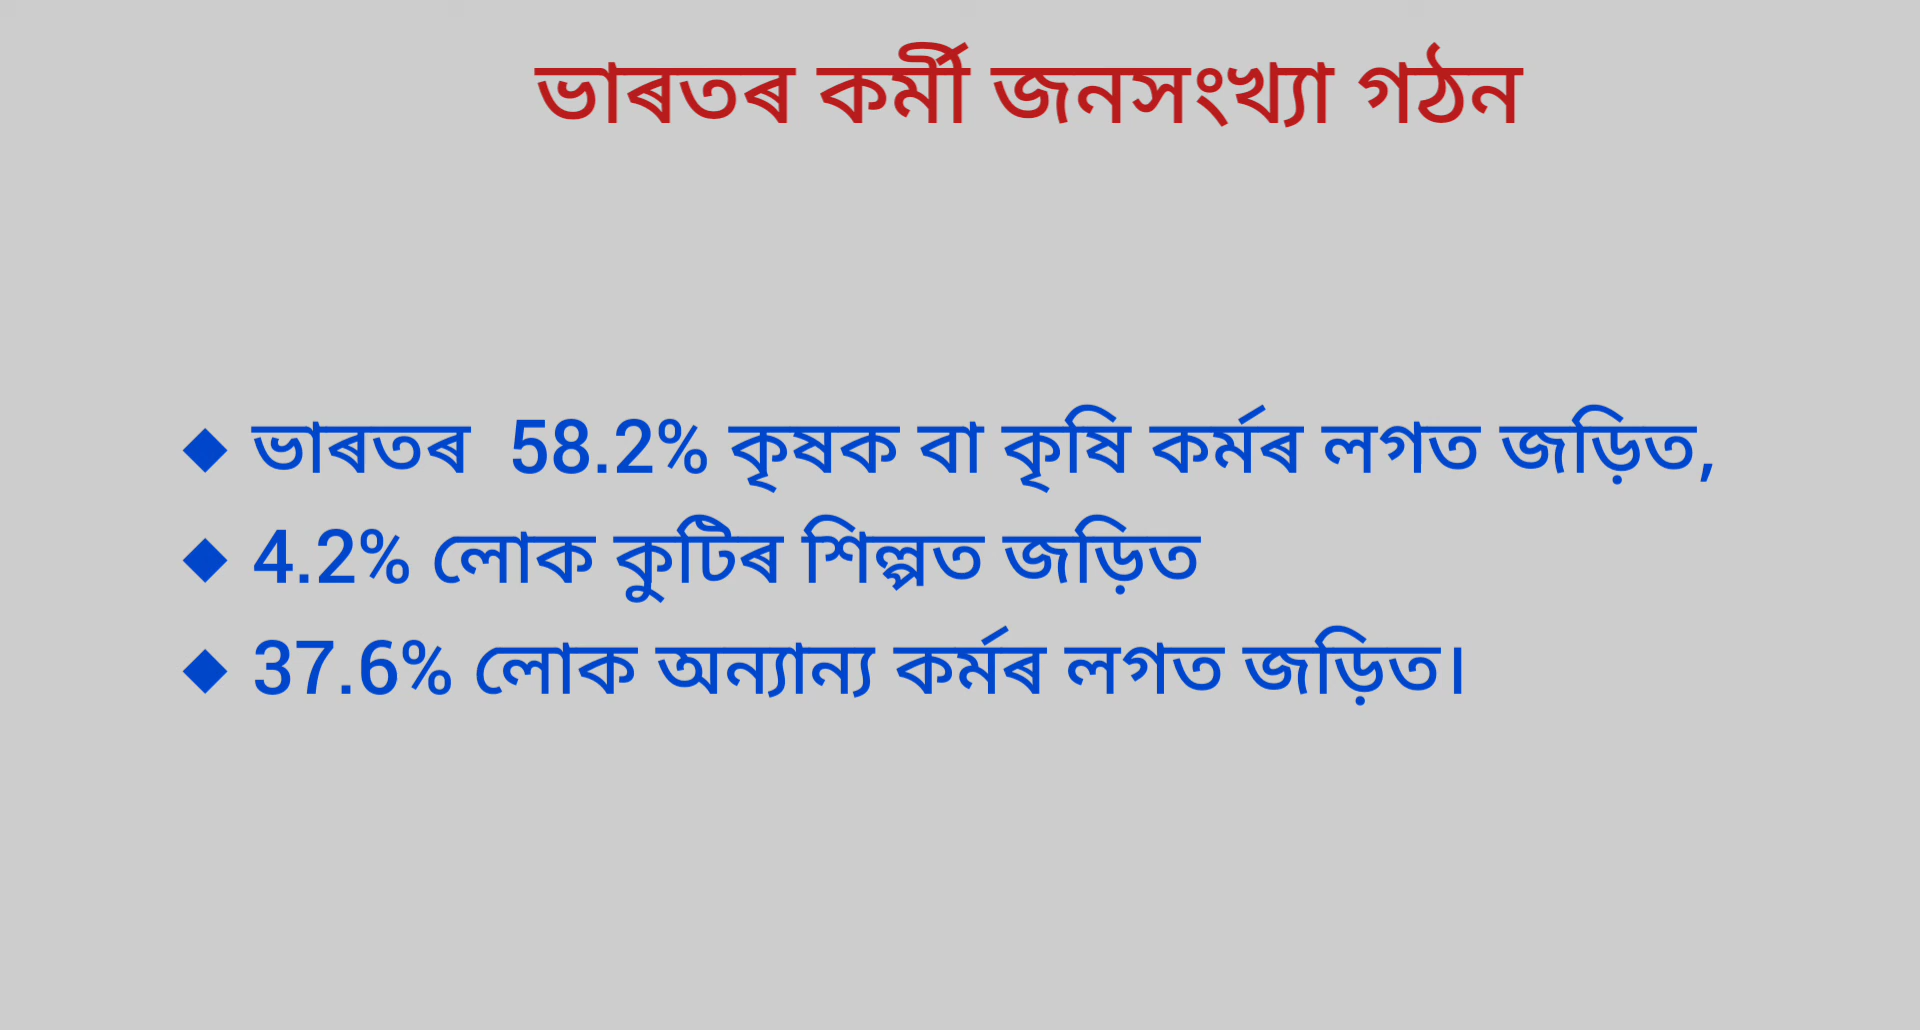 ভাৰতৰ কৰ্মী জনসংখ্যা গঠন
◆ ভাৰতৰ 58.2% কৃষক বা কৃষি কৰ্মৰ লগত জড়িত,
◆ 4.2% লোক কুটিৰ শিল্পত জড়িত
◆ 37.6% লোক অন্যান্য কৰ্মৰ লগত জড়িত।